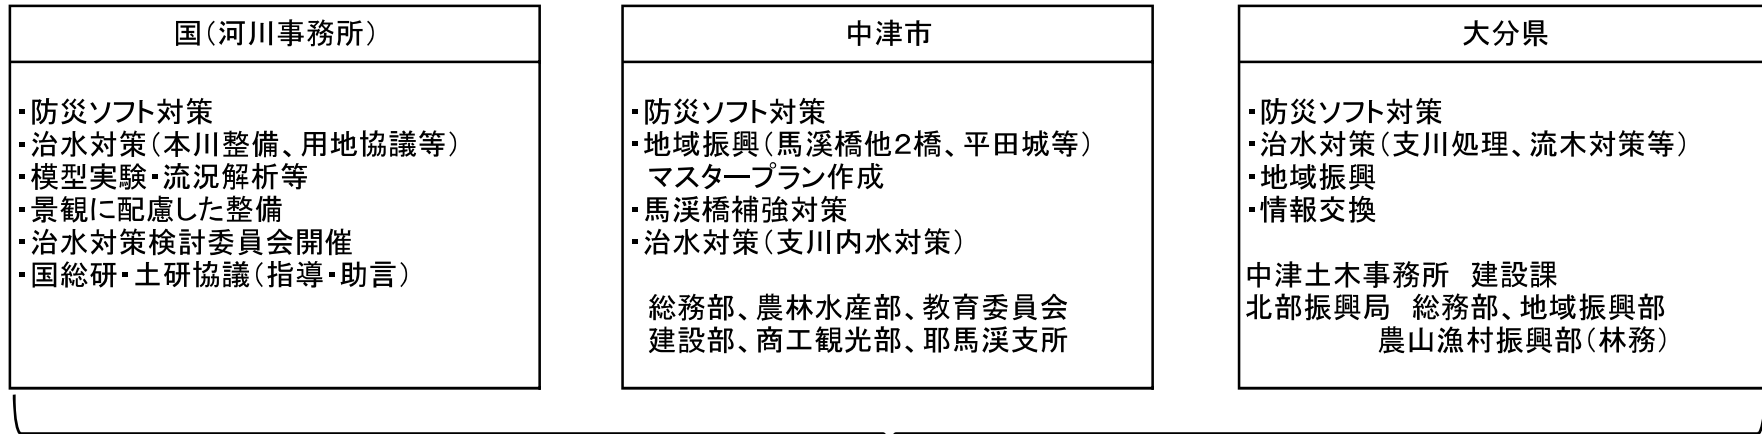 国(河川事務所)
・防災ソフト対策
・治水対策(本川整備、用地協議等)
・模型実験・流況解析等
・景観に配慮した整備
・治水対策検討委員会開催
・国総研・土研協議(指導・助言)
中津市
・防災ソフト対策
・地域振興(馬溪橋他2橋、平田城等)
マスタープラン作成
・馬溪橋補強対策
・治水対策(支川内水対策)
総務部、農林水産部、教育委員会
建設部、商工観光部、耶馬溪支所
大分県
・防災ソフト対策
・治水対策(支川処理、流木対策等)
・地域振興
・情報交換
中津土木事務所 建設課
北部振興局 総務部、地域振興部
農山漁村振興部(林務)